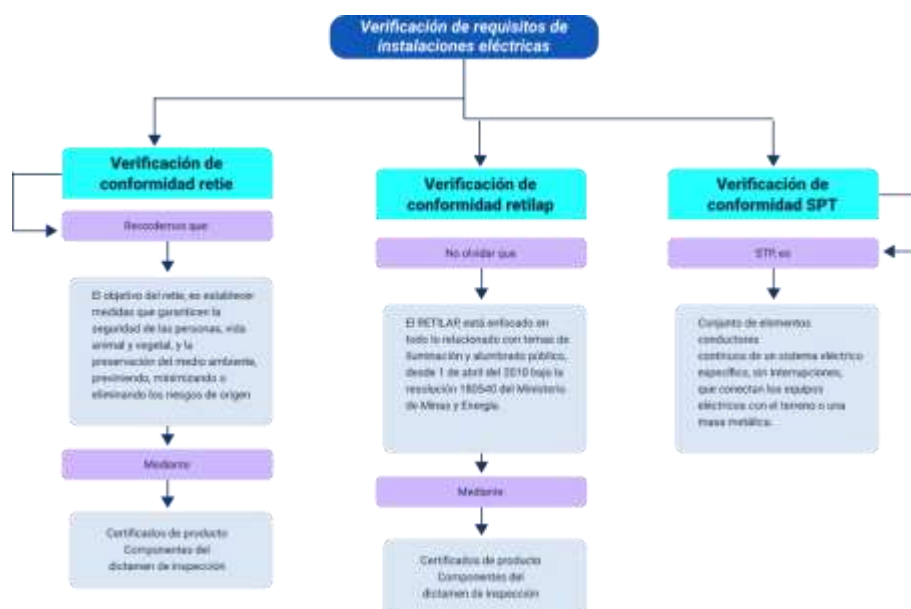 Verificación de requisitos de
instalaciones eléctricas
Verificación de
conformidad retie
Recordemos que
El objetivo del retie, es establecer
medidas que garanticen la
seguridad de las personas, vida
animal y vegetal, y la
preservación del medio ambiente,
previniendo, minimizando o
eliminando los riesgos de origen
Mediante
Certificados de producto
Componentes del
dictamen de inspección
Verificación de
conformidad retilap
No olvidar que
El RETILAP, está enfocado en
todo lo relacionado con temas de
iluminación y alumbrado público,
desde 1 de abril del 2010 bajo la
resolución 180540 del Ministerio
de Minas y Energía.
Mediante
Certificados de producto
Componentes del
dictamen de inspección
Verificación de
conformidad SPT
STP, es
Conjunto de elementos
conductores
continuos de un sistema eléctrico
específico, sin interrupciones,
que conectan los equipos
eléctricos con el terreno o una
masa metálica.